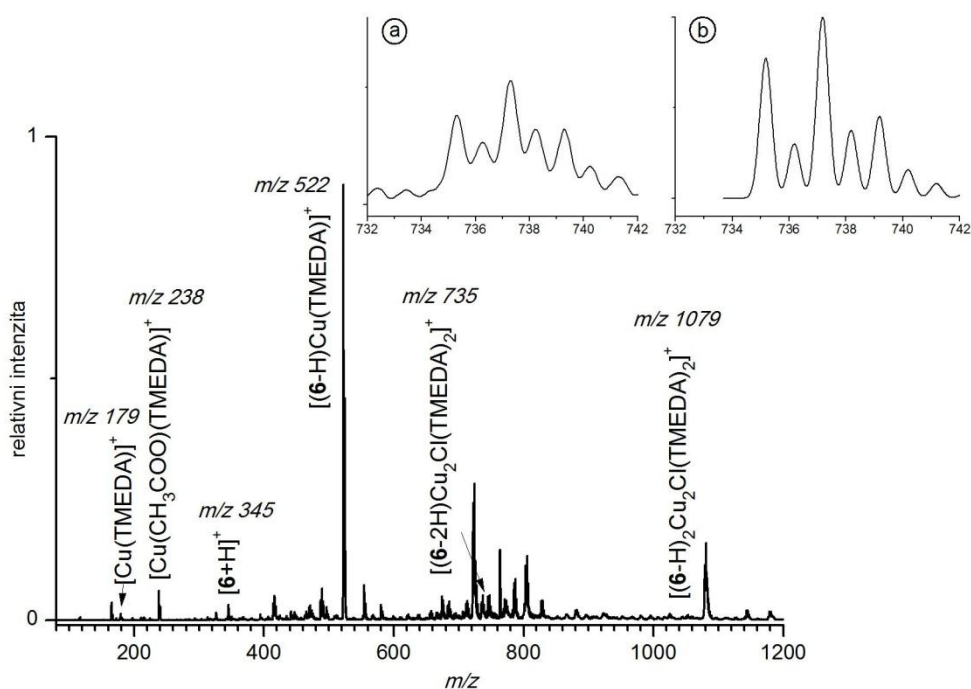 a
b
732 734 736 738 740 742
732 734 736 738 740 742
1
0
relativni intenzita
m/z 179
[Cu(TMEDA)]⁺
m/z 238
[Cu(CH₃COO)(TMEDA)]⁺
m/z 345
[6+H]⁺
m/z 522
[(6-H)Cu(TMEDA)]⁺
m/z 735
[(6-2H)Cu₂Cl(TMEDA)₂]⁺
m/z 1079
[(6-H)₂Cu₂Cl(TMEDA)₂]⁺
200 400 600 800 1000 1200
m/z